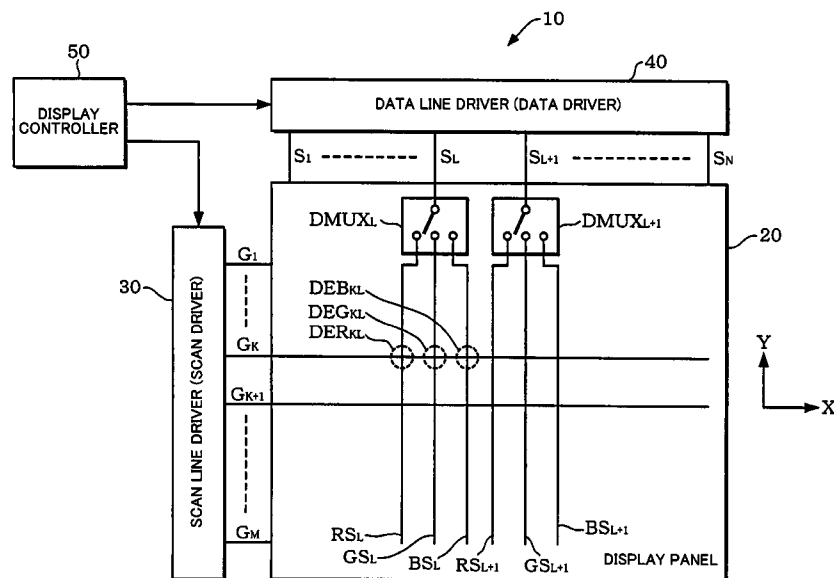 10
50
40
DISPLAY
CONTROLLER
DATA LINE DRIVER (DATA DRIVER)
S1
SL
SL+1
SN
DMUXL
DMUXL+1
20
30
G1
DEBKL
DEGKL
DERKL
GK
Y
X
GK+1
SCAN LINE DRIVER (SCAN DRIVER)
GM
RSL
GSL
BSL
RSL+1
GSL+1
BSL+1
DISPLAY PANEL